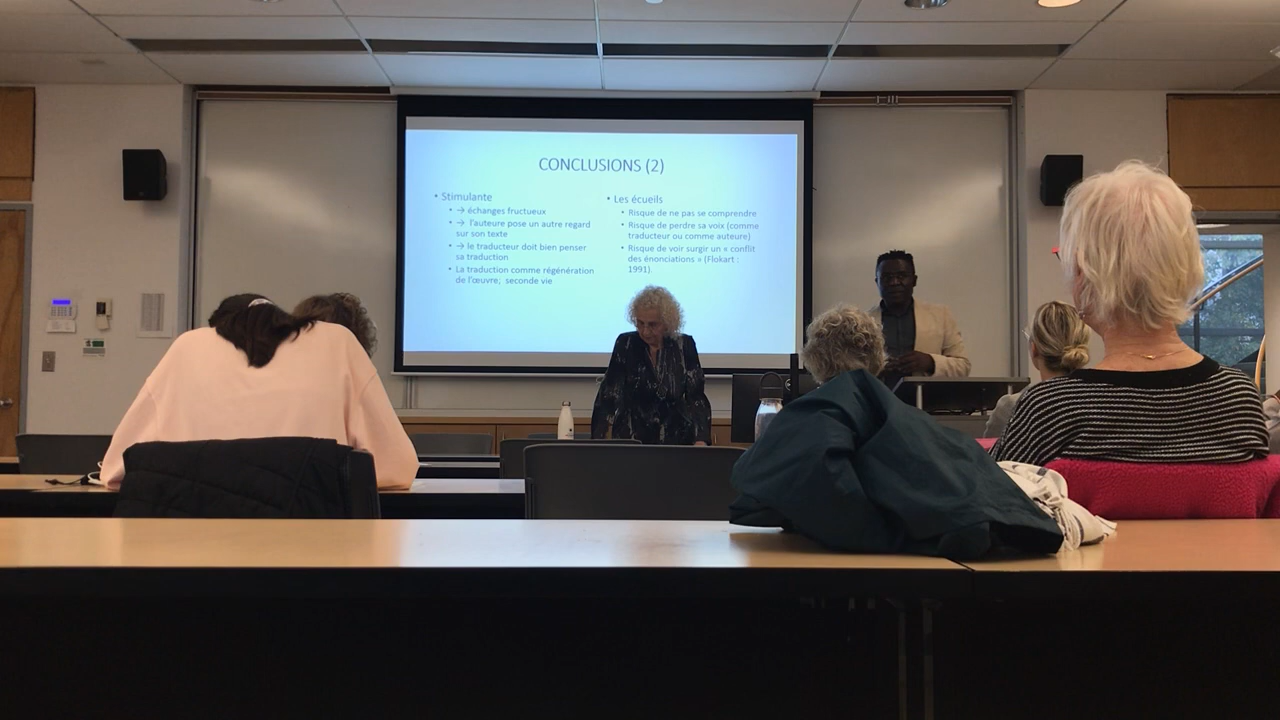 CONCLUSIONS (2)
• Stimulante
• → échanges fructueux
• → l'auteure pose un autre regard
sur son texte
• → le traducteur doit bien penser
sa traduction
• La traduction comme régénération
de l'œuvre; seconde vie
• Les écueils
• Risque de ne pas se comprendre
• Risque de perdre sa voix (comme
traducteur ou comme auteure)
• Risque de voir surgir un « conflit
des énonciations » (Flokart :
1991)